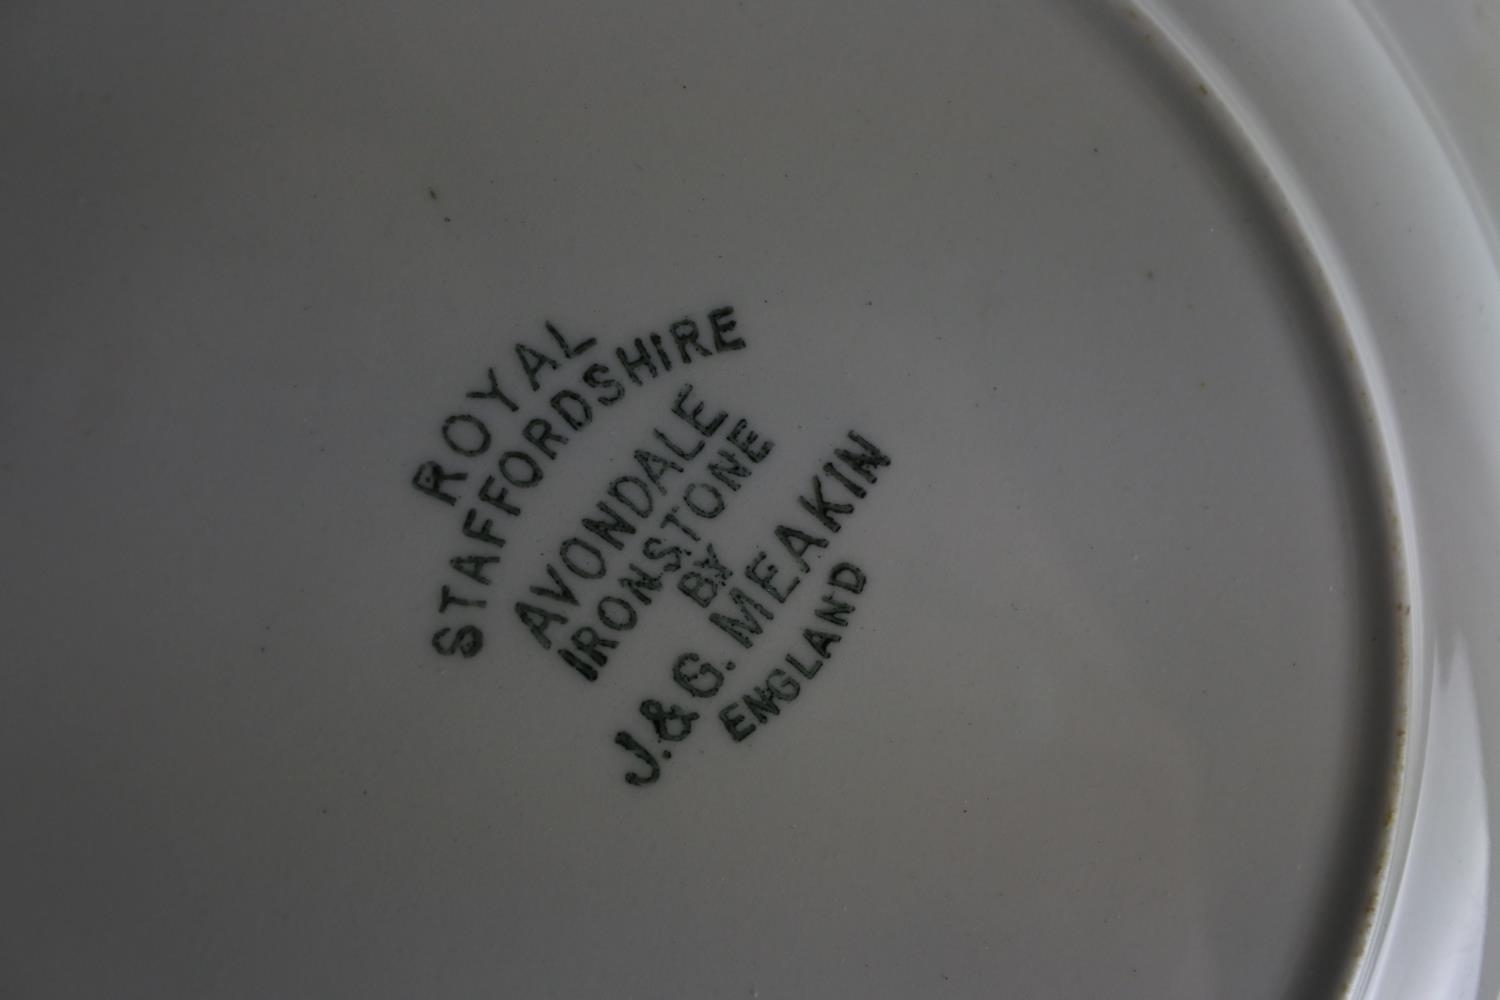 ROYAL
STAFFORDSHIRE
AVONDALE
IRONSTONE
BY
J.&G. MEAKIN
ENGLAND